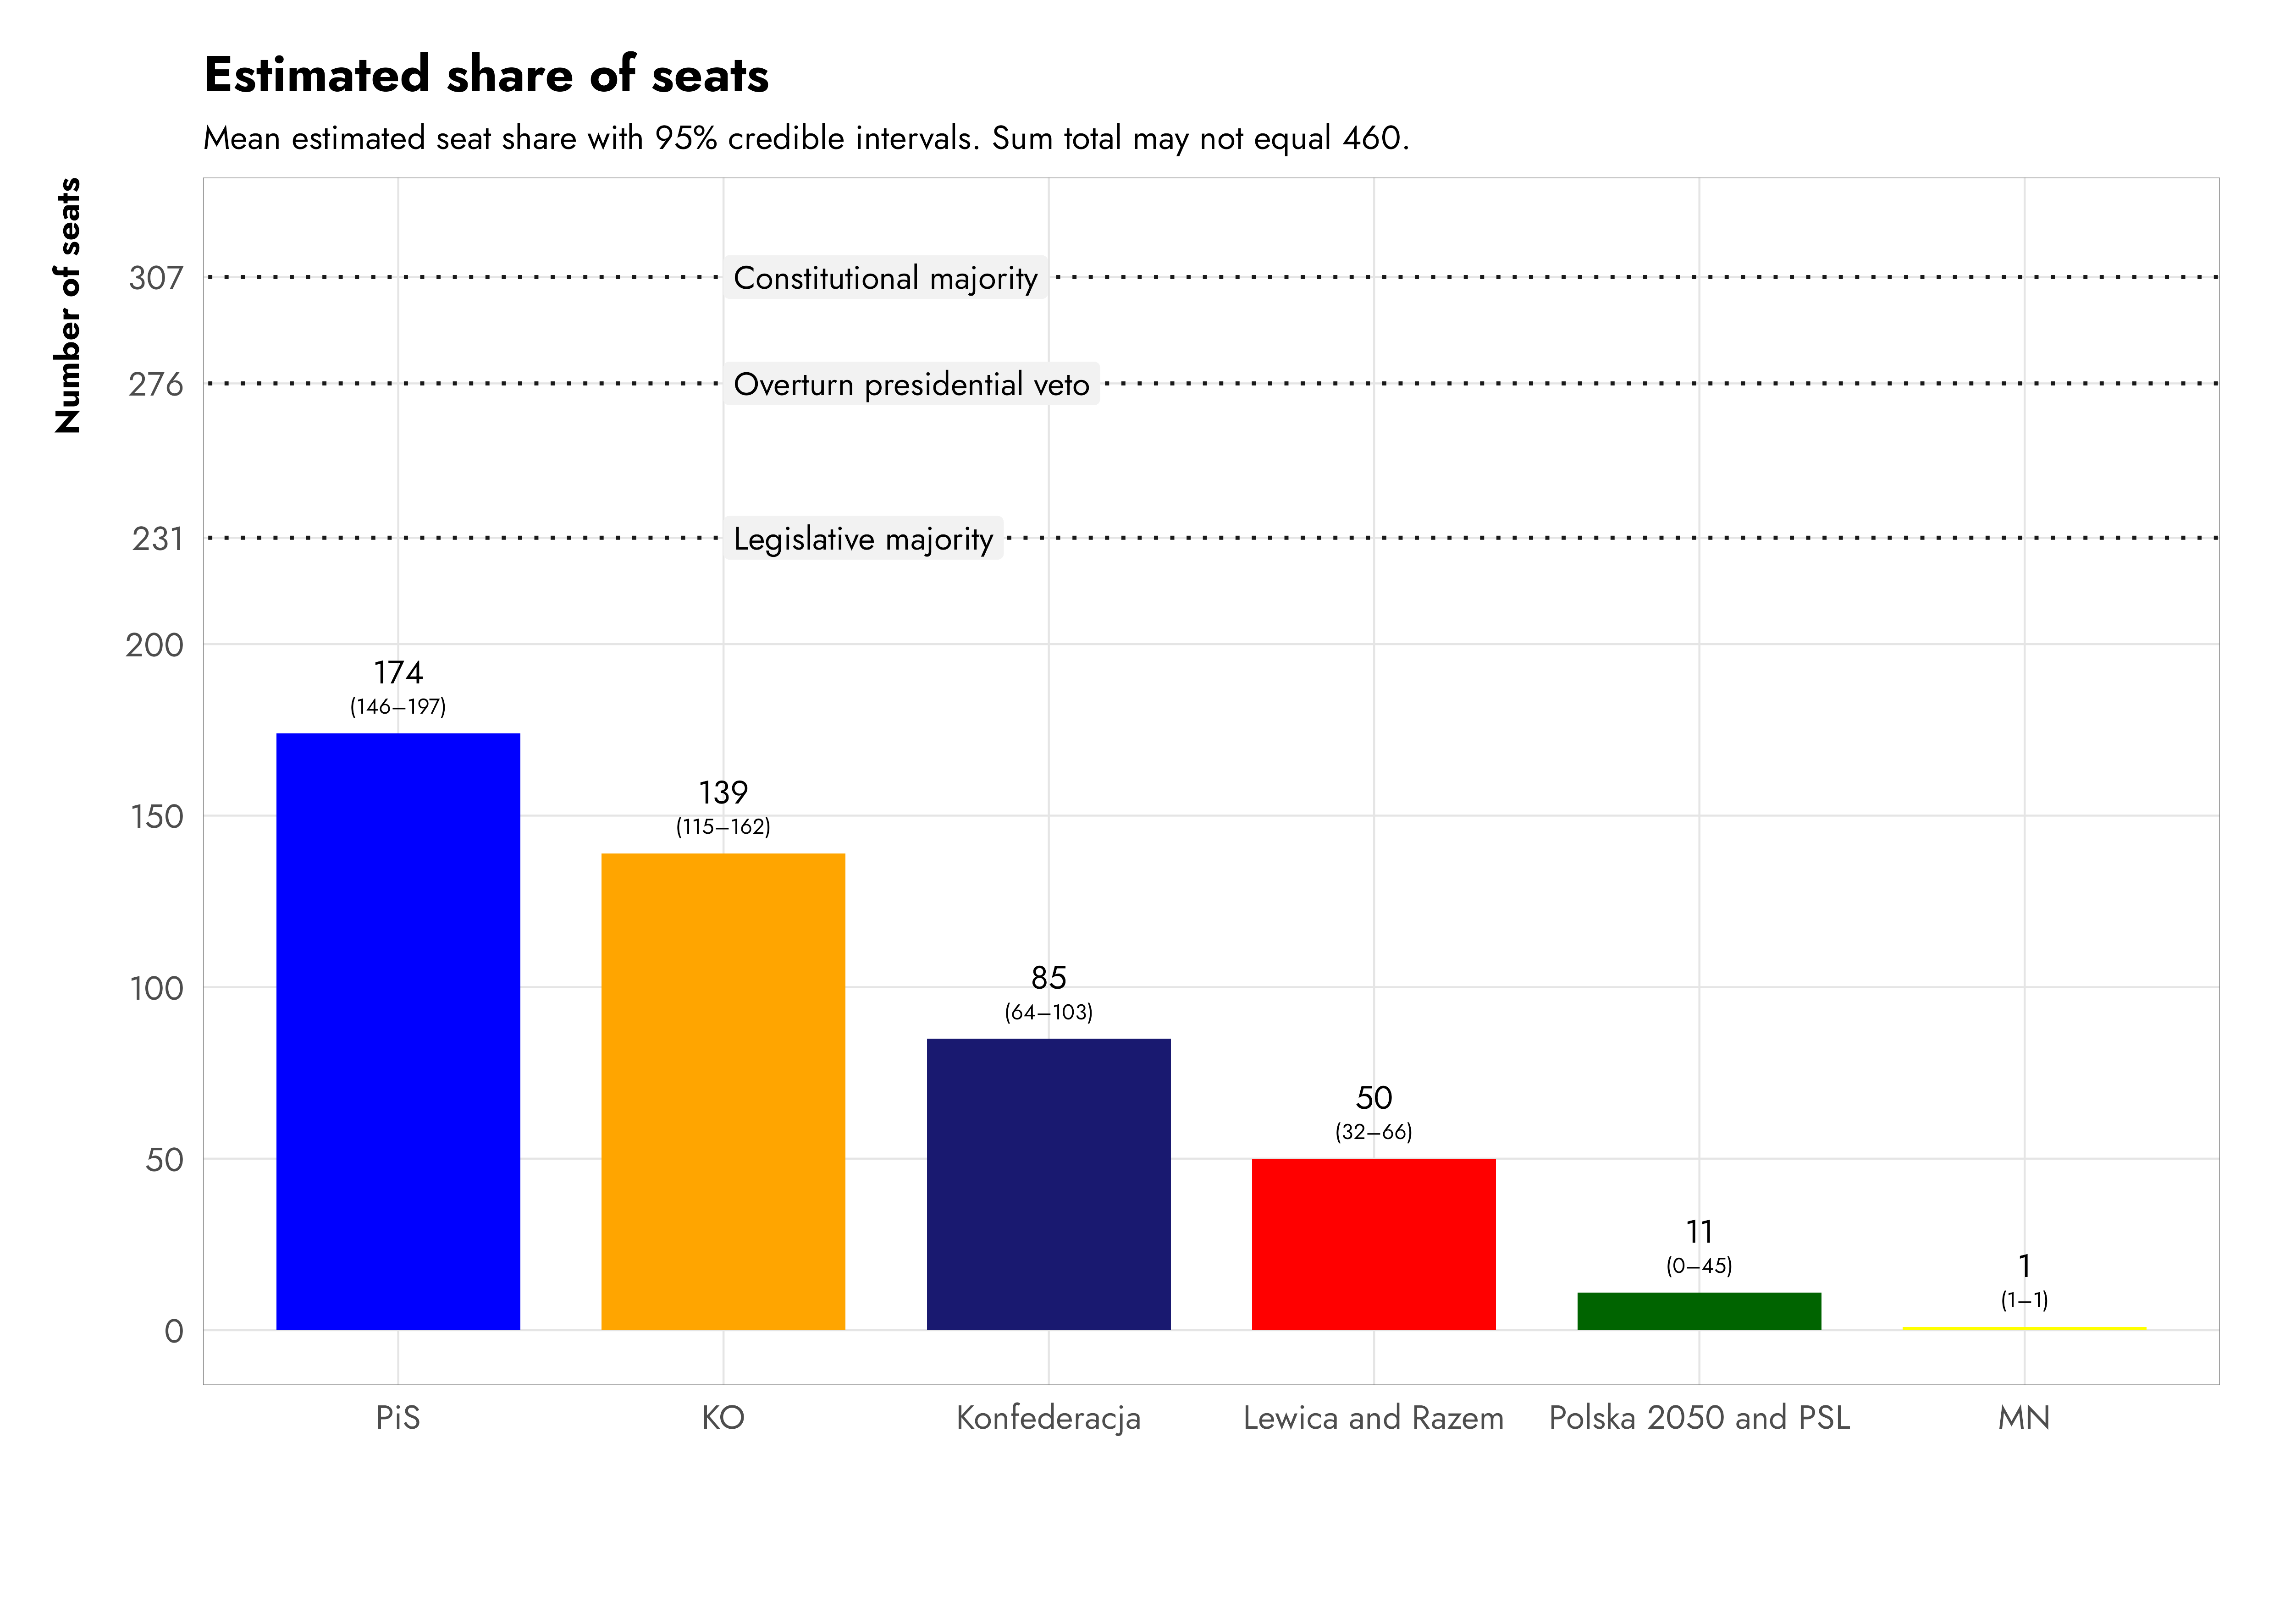 Estimated share of seats
Mean estimated seat share with 95% credible intervals. Sum total may not equal 460.
Number of seats
307
Constitutional majority
276
Overturn presidential veto
231
Legislative majority
200
174
(146–197)
150
139
(115–162)
100
85
(64–103)
50
50
(32–66)
11
(0–45)
1
(1–1)
0
PiS
KO
Konfederacja
Lewica and Razem
Polska 2050 and PSL
MN